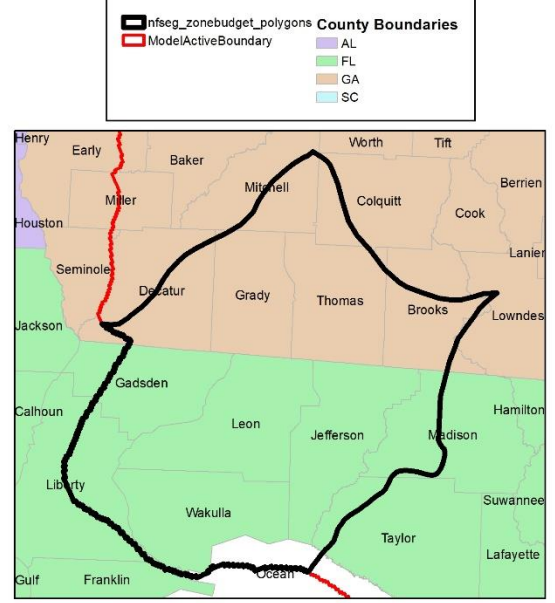 nfseg_zonebudget_polygons
ModelActiveBoundary
County Boundaries
AL
FL
GA
SC
Henry
Early
Baker
Worth
Tift
Miller
Mitchell
Colquitt
Berrien
Cook
Houston
Lanier
Seminole
Decatur
Grady
Thomas
Brooks
Lowndes
Jackson
Gadsden
Calhoun
Leon
Jefferson
Madison
Hamilton
Liberty
Wakulla
Suwannee
Taylor
Lafayette
Gulf
Franklin
Ocean